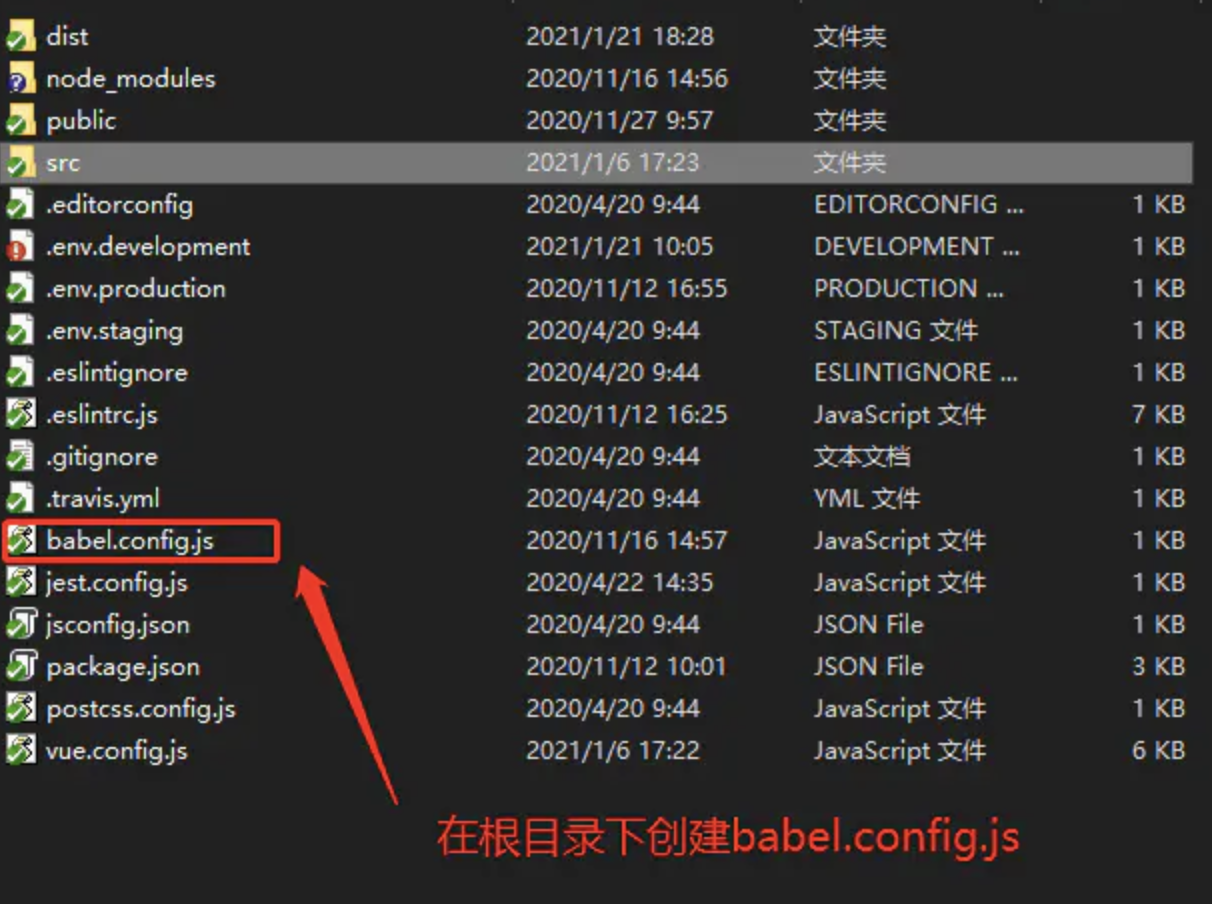 dist 2021/1/21 18:28 文件夹
node_modules 2020/11/16 14:56 文件夹
public 2020/11/27 9:57 文件夹
src 2021/1/6 17:23 文件夹
.editorconfig 2020/4/20 9:44 EDITORCONFIG ... 1 KB
.env.development 2021/1/21 10:05 DEVELOPMENT ... 1 KB
.env.production 2020/11/12 16:55 PRODUCTION ... 1 KB
.env.staging 2020/4/20 9:44 STAGING 文件 1 KB
.eslintignore 2020/4/20 9:44 ESLINTIGNORE ... 1 KB
.eslintrc.js 2020/11/12 16:25 JavaScript 文件 7 KB
.gitignore 2020/4/20 9:44 文本文档 1 KB
.travis.yml 2020/4/20 9:44 YML 文件 1 KB
babel.config.js 2020/11/16 14:57 JavaScript 文件 1 KB
jest.config.js 2020/4/22 14:35 JavaScript 文件 1 KB
jsconfig.json 2020/4/20 9:44 JSON File 1 KB
package.json 2020/11/12 10:01 JSON File 3 KB
postcss.config.js 2020/4/20 9:44 JavaScript 文件 1 KB
vue.config.js 2021/1/6 17:22 JavaScript 文件 6 KB
在根目录下创建babel.config.js